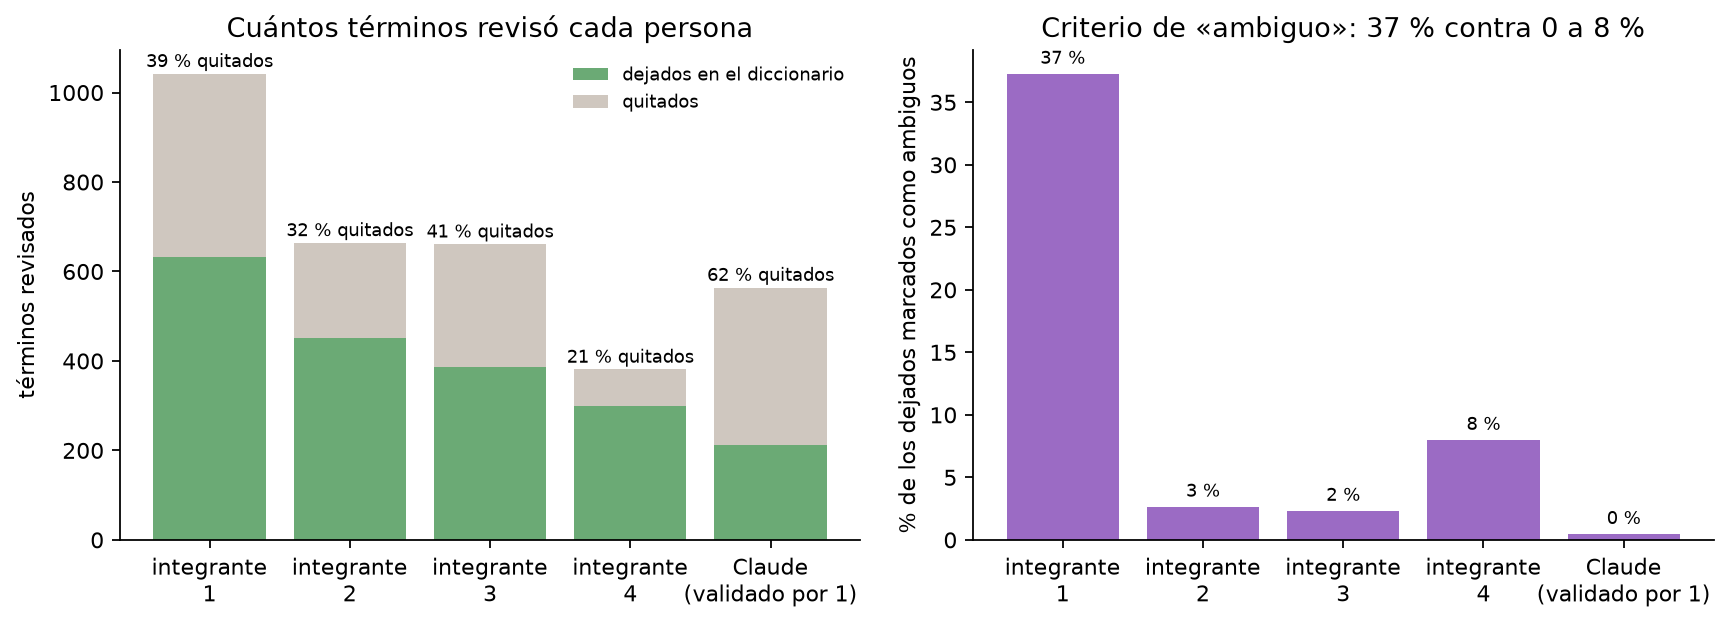 Cuántos términos revisó cada persona
39 % quitados
32 % quitados
41 % quitados
21 % quitados
62 % quitados
dejados en el diccionario
quitados
términos revisados
1000
800
600
400
200
0
integrante
1
integrante
2
integrante
3
integrante
4
Claude
(validado por 1)
Criterio de «ambiguo»: 37 % contra 0 a 8 %
37 %
3 %
2 %
8 %
0 %
% de los dejados marcados como ambiguos
35
30
25
20
15
10
5
0
integrante
1
integrante
2
integrante
3
integrante
4
Claude
(validado por 1)